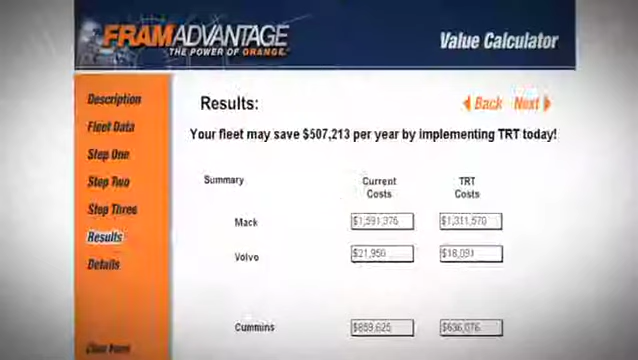 FRAMADVANTAGE
THE POWER OF ORANGE.
Value Calculator
Description
Fleet Data
Step One
Step Two
Step Three
Results
Details
Results:
Back Next
Your fleet may save $507,213 per year by implementing TRT today!
Summary
Current Costs
TRT Costs
Mack $1,591,376 $1,311,570
Volvo $21,950 $18,091
Cummins $859,625 $636,076